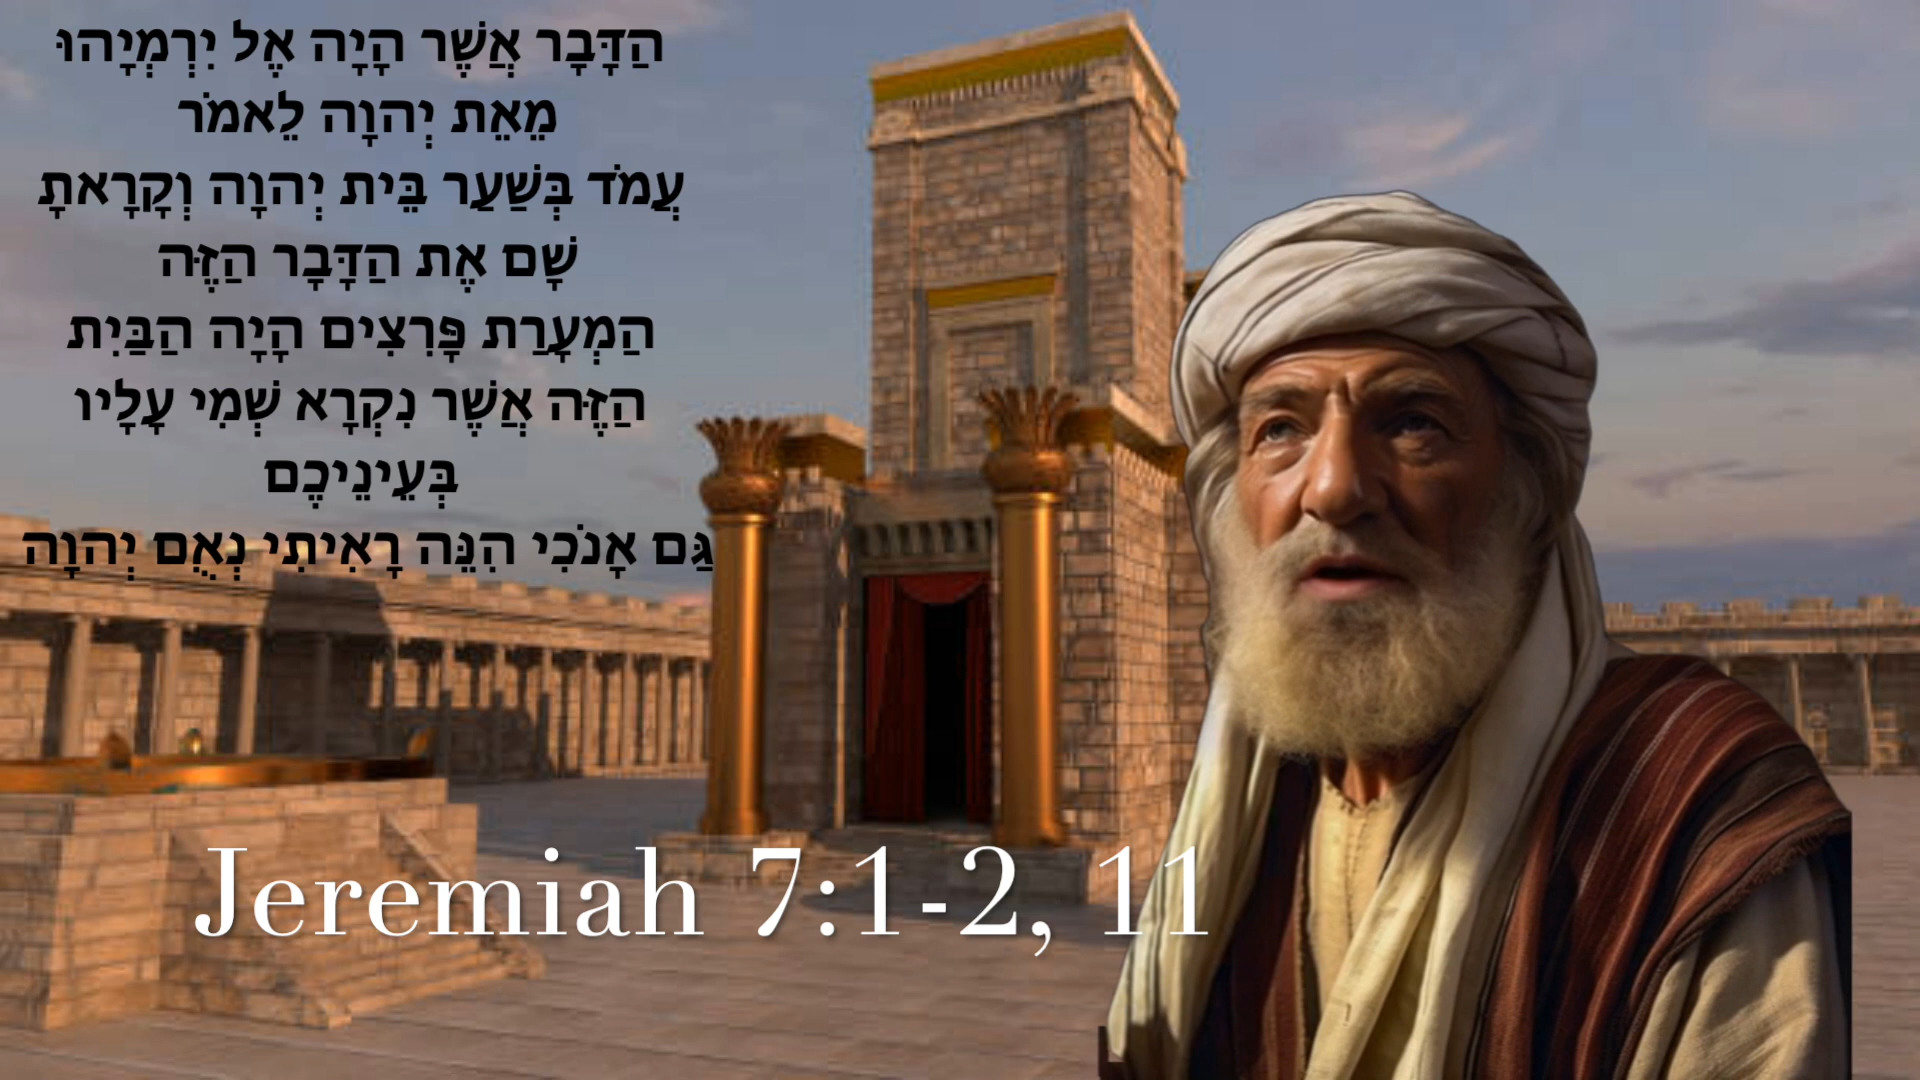 הַדָּבָר אֲשֶׁר הָיָה אֶל יִרְמְיָהוּ
מֵאֵת יְהוָה לֵאמֹר
עֲמֹד בְּשַׁעַר בֵּית יְהוָה וְקָרָאתָ
שָׁם אֶת הַדָּבָר הַזֶּה
הַמְעָרַת פָּרִצִים הָיָה הַבַּיִת
הַזֶּה אֲשֶׁר נִקְרָא שְׁמִי עָלָיו
בְּעֵינֵיכֶם
גַּם אָנֹכִי הִנֵּה רָאִיתִי נְאֻם יְהוָה
Jeremiah 7:1-2, 11